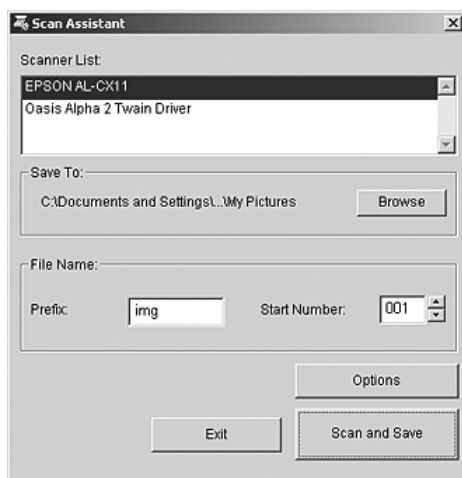 Scan Assistant
Scanner List:
EPSON AL-CX11
Oasis Alpha 2 Twain Driver
Save To:
C:\Documents and Settings\...\My Pictures
Browse
File Name:
Prefix:
img
Start Number:
001
Options
Exit
Scan and Save